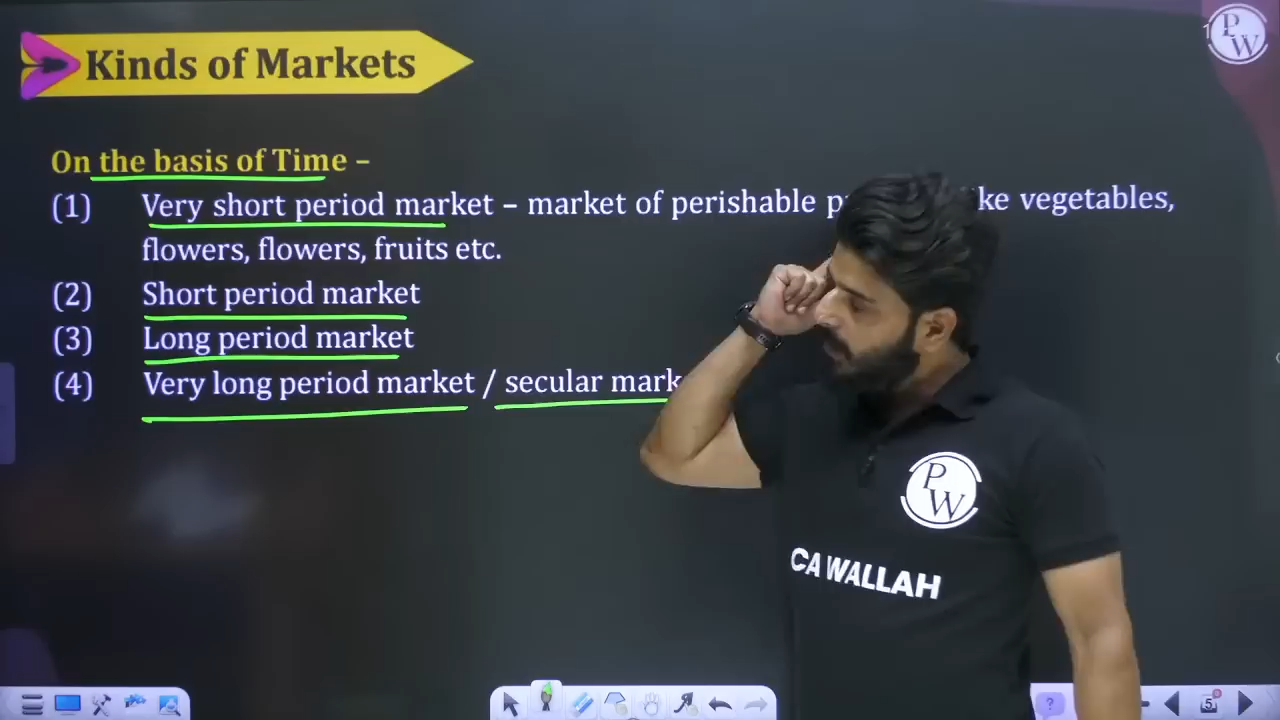 Kinds of Markets
PW
On the basis of Time –
(1) Very short period market – market of perishable vegetables,
flowers, flowers, fruits etc.
(2) Short period market
(3) Long period market
(4) Very long period market / secular
PW
CA WALLAH
5